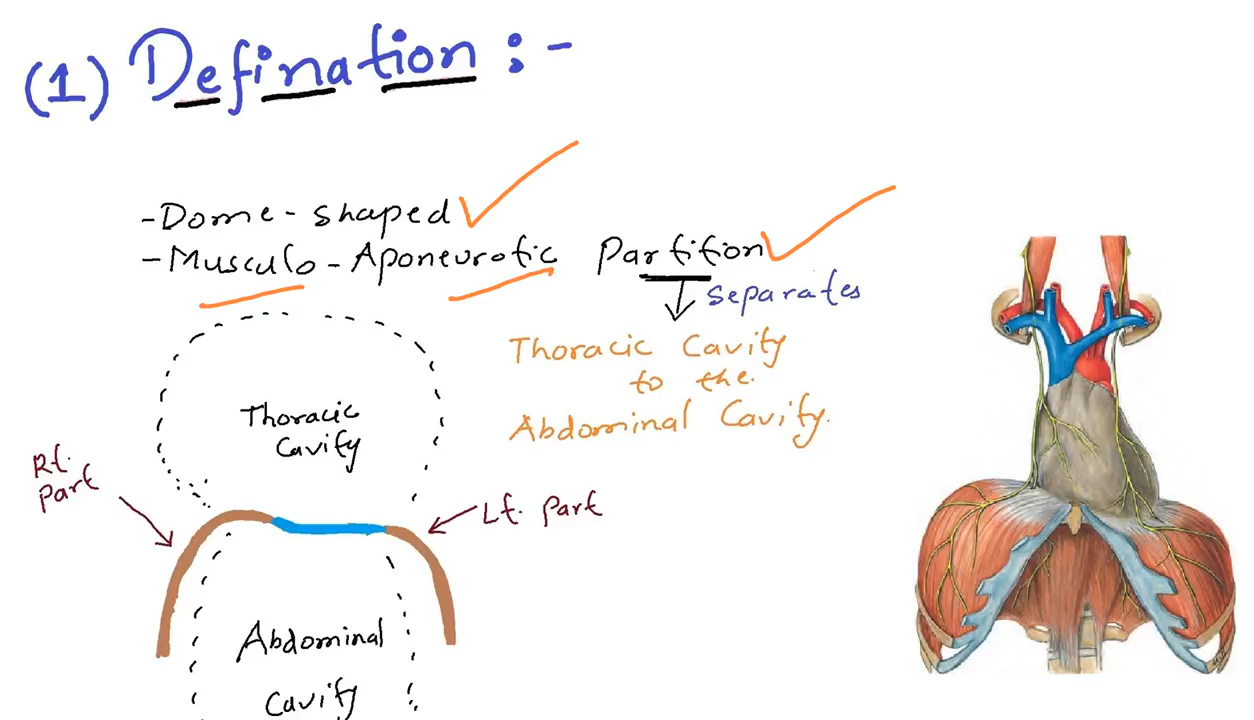 (1) Defination :-
- Dome - shaped
- Musculo - Aponeurotic Partition
separates
Thoracic Cavity
to the
Abdominal Cavity.
Thoracic
Cavity
Rt.
Part
Lt. Part
Abdominal
Cavity